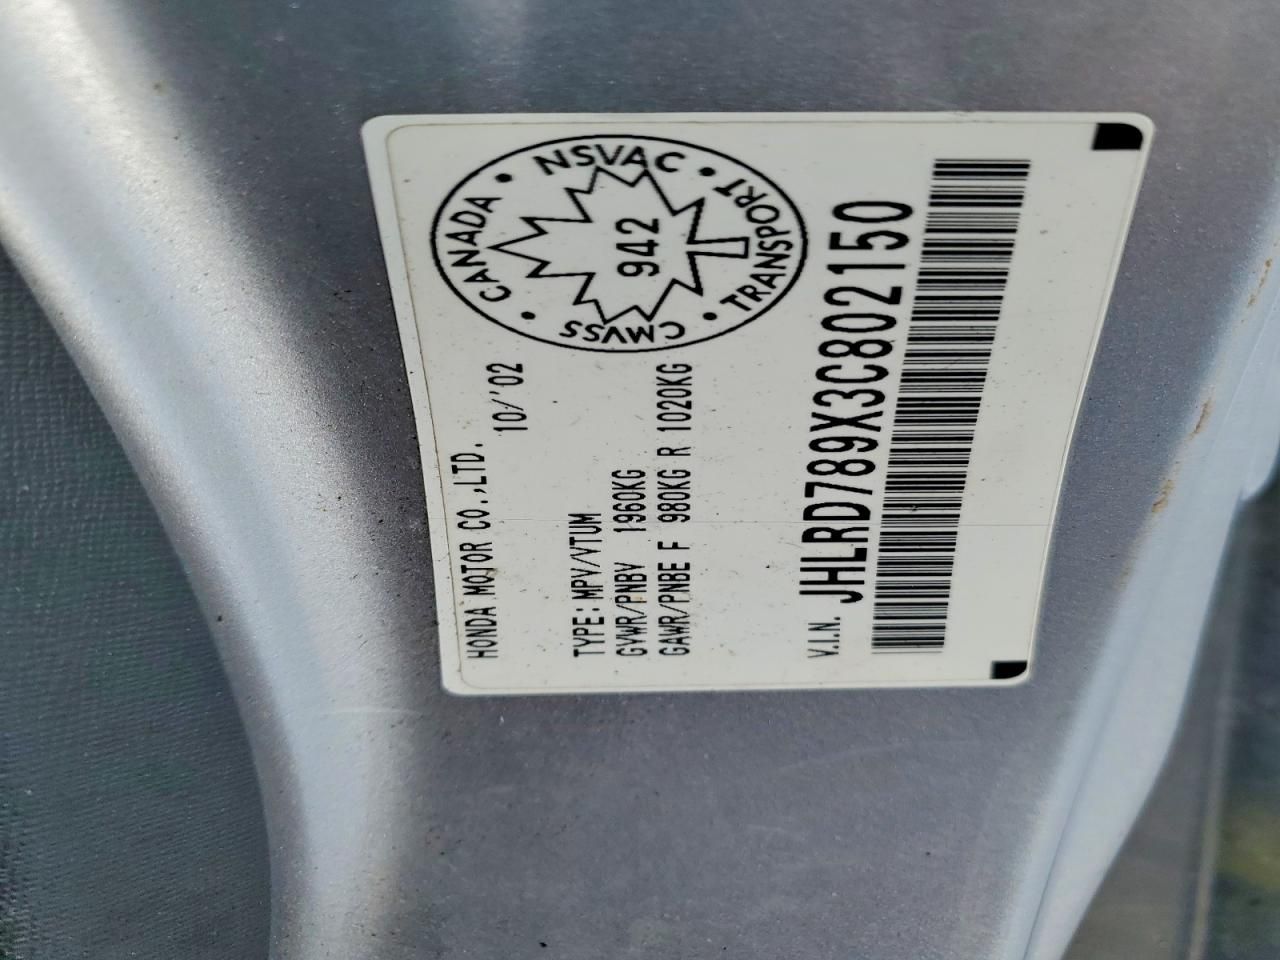 HONDA MOTOR CO.,LTD.
10/'02
TYPE: MPV/VTUM
GVWR/PNBV 1960KG
GAWR/PNBE F 980KG R 1020KG
CANADA • NSVAC • TRANSPORT • CMVSS •
942
V.I.N. JHLRD789X3C802150